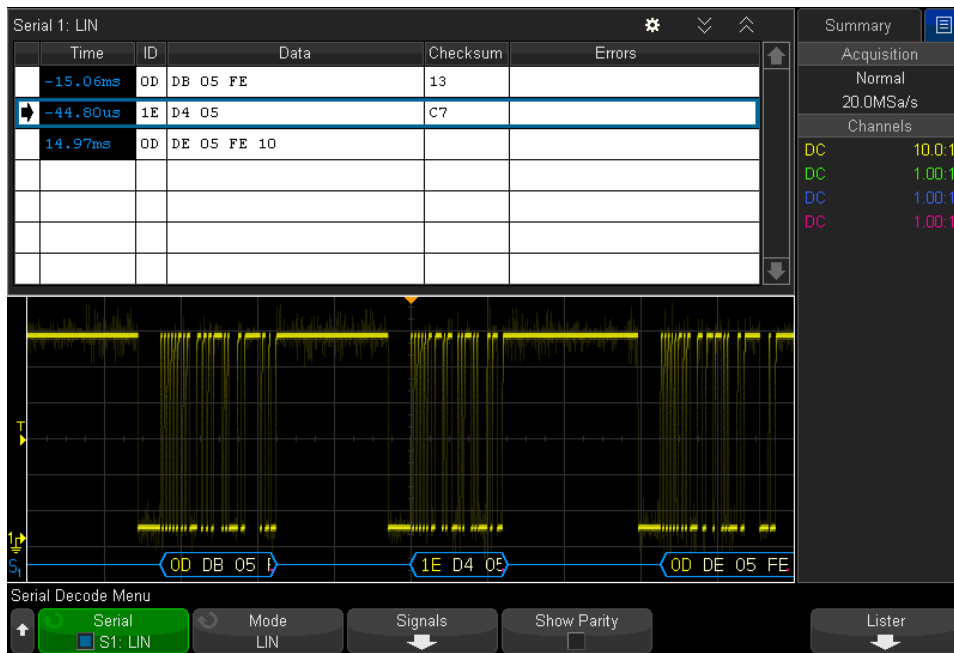 Serial 1: LIN
Summary
Time ID Data Checksum Errors
-15.06ms 0D DB 05 FE 13
-44.80us 1E D4 05 C7
14.97ms 0D DE 05 FE 10
Acquisition
Normal
20.0MSa/s
Channels
DC 10.0:1
DC 1.00:1
DC 1.00:1
DC 1.00:1
T
1
S1
0D DB 05
1E D4 05
0D DE 05 FE
Serial Decode Menu
Serial
S1: LIN
Mode
LIN
Signals
Show Parity
Lister